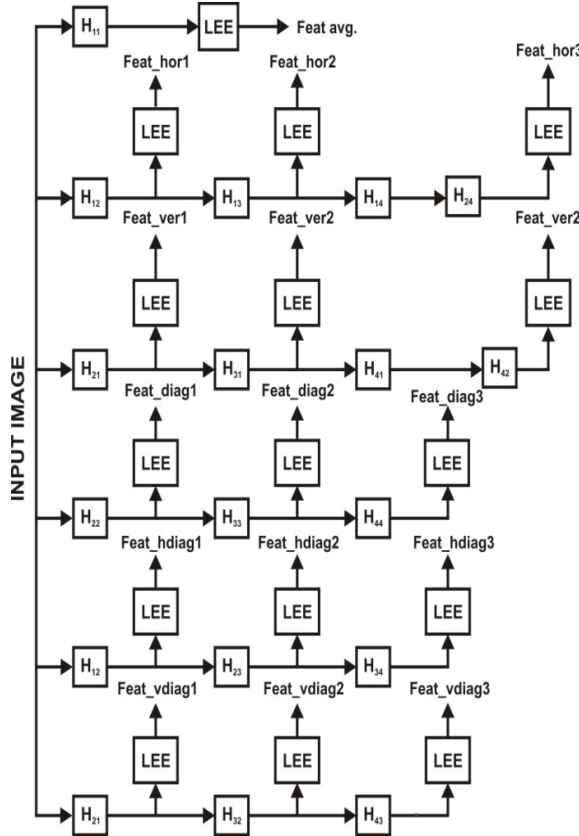 INPUT IMAGE
H11
LEE
Feat avg.
Feat_hor1
Feat_hor2
Feat_hor3
LEE
LEE
LEE
H12
H13
H14
H24
Feat_ver1
Feat_ver2
Feat_ver2
LEE
LEE
LEE
H21
H31
H41
H42
Feat_diag1
Feat_diag2
Feat_diag3
LEE
LEE
LEE
H22
H33
H44
Feat_hdiag1
Feat_hdiag2
Feat_hdiag3
LEE
LEE
LEE
H12
H23
H34
Feat_vdiag1
Feat_vdiag2
Feat_vdiag3
LEE
LEE
LEE
H21
H32
H43